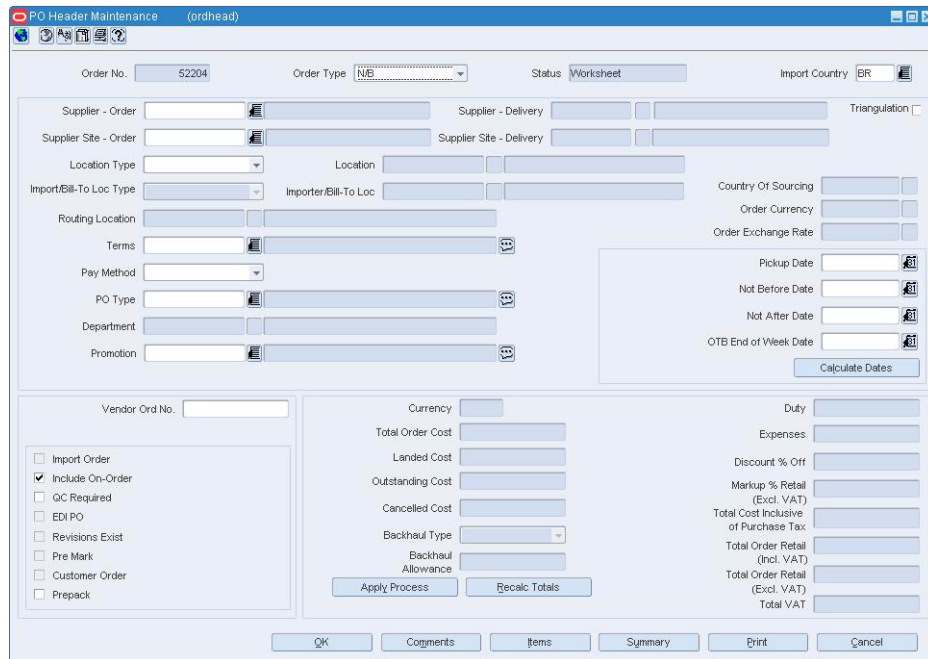 PO Header Maintenance (ordhead)
Order No. 52204 Order Type N/B Status Worksheet Import Country BR
Supplier - Order Supplier - Delivery Triangulation
Supplier Site - Order Supplier Site - Delivery
Location Type Location
Import/Bill-To Loc Type Importer/Bill-To Loc Country Of Sourcing
Order Currency
Routing Location
Order Exchange Rate
Terms
Pickup Date
Pay Method
Not Before Date
PO Type
Not After Date
Department
OTB End of Week Date
Promotion
Calculate Dates
Vendor Ord No.
Import Order
Include On-Order
QC Required
EDI PO
Revisions Exist
Pre Mark
Customer Order
Prepack
Currency
Total Order Cost
Landed Cost
Outstanding Cost
Cancelled Cost
Backhaul Type
Backhaul
Allowance
Apply Process Recalc Totals
Duty
Expenses
Discount % Off
Markup % Retail
(Excl. VAT)
Total Cost Inclusive
of Purchase Tax
Total Order Retail
(Incl. VAT)
Total Order Retail
(Excl. VAT)
Total VAT
OK Comments Items Summary Print Cancel